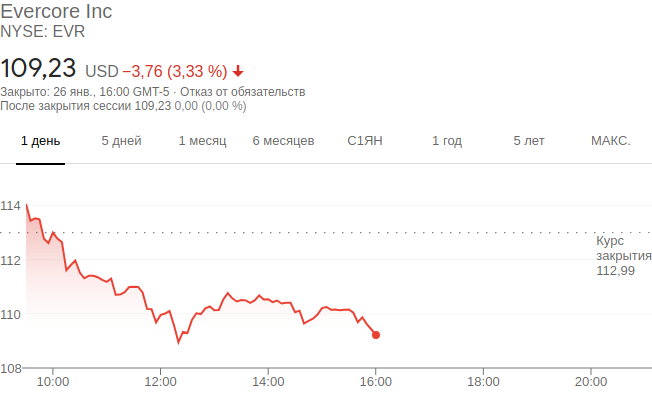 Evercore Inc
NYSE: EVR
109,23 USD −3,76 (3,33 %)
Закрыто: 26 янв., 16:00 GMT-5 · Отказ от обязательств
После закрытия сессии 109,23 0,00 (0,00 %)
1 день 5 дней 1 месяц 6 месяцев С1ЯН 1 год 5 лет МАКС.
114
Курс
закрытия
112,99
112
110
108
10:00 12:00 14:00 16:00 18:00 20:00